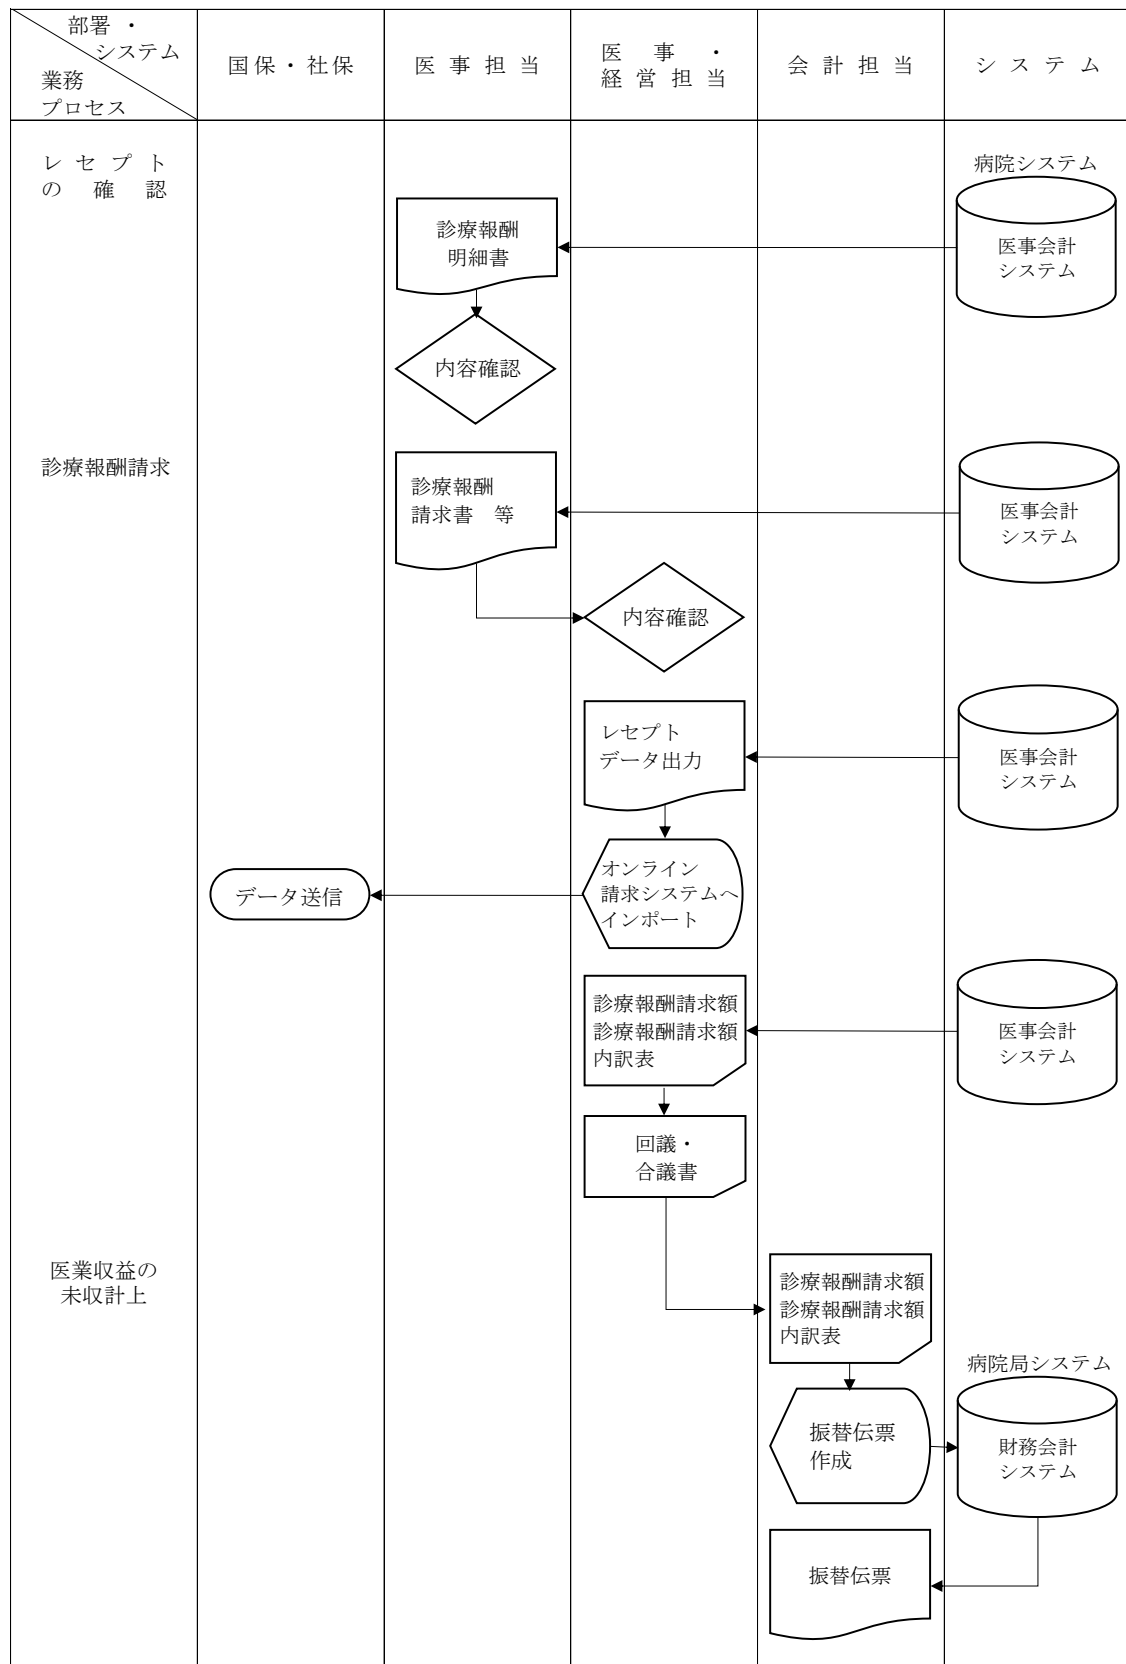 部署・
システム
業務
プロセス
国保・社保
医事担当
医事・
経営担当
会計担当
システム
レセプト
の確認
病院システム
診療報酬
明細書
医事会計
システム
内容確認
診療報酬請求
診療報酬
請求書　等
医事会計
システム
内容確認
レセプト
データ出力
医事会計
システム
オンライン
請求システムへ
インポート
データ送信
診療報酬請求額
診療報酬請求額
内訳表
医事会計
システム
回議・
合議書
医業収益の
未収計上
診療報酬請求額
診療報酬請求額
内訳表
病院局システム
振替伝票
作成
財務会計
システム
振替伝票